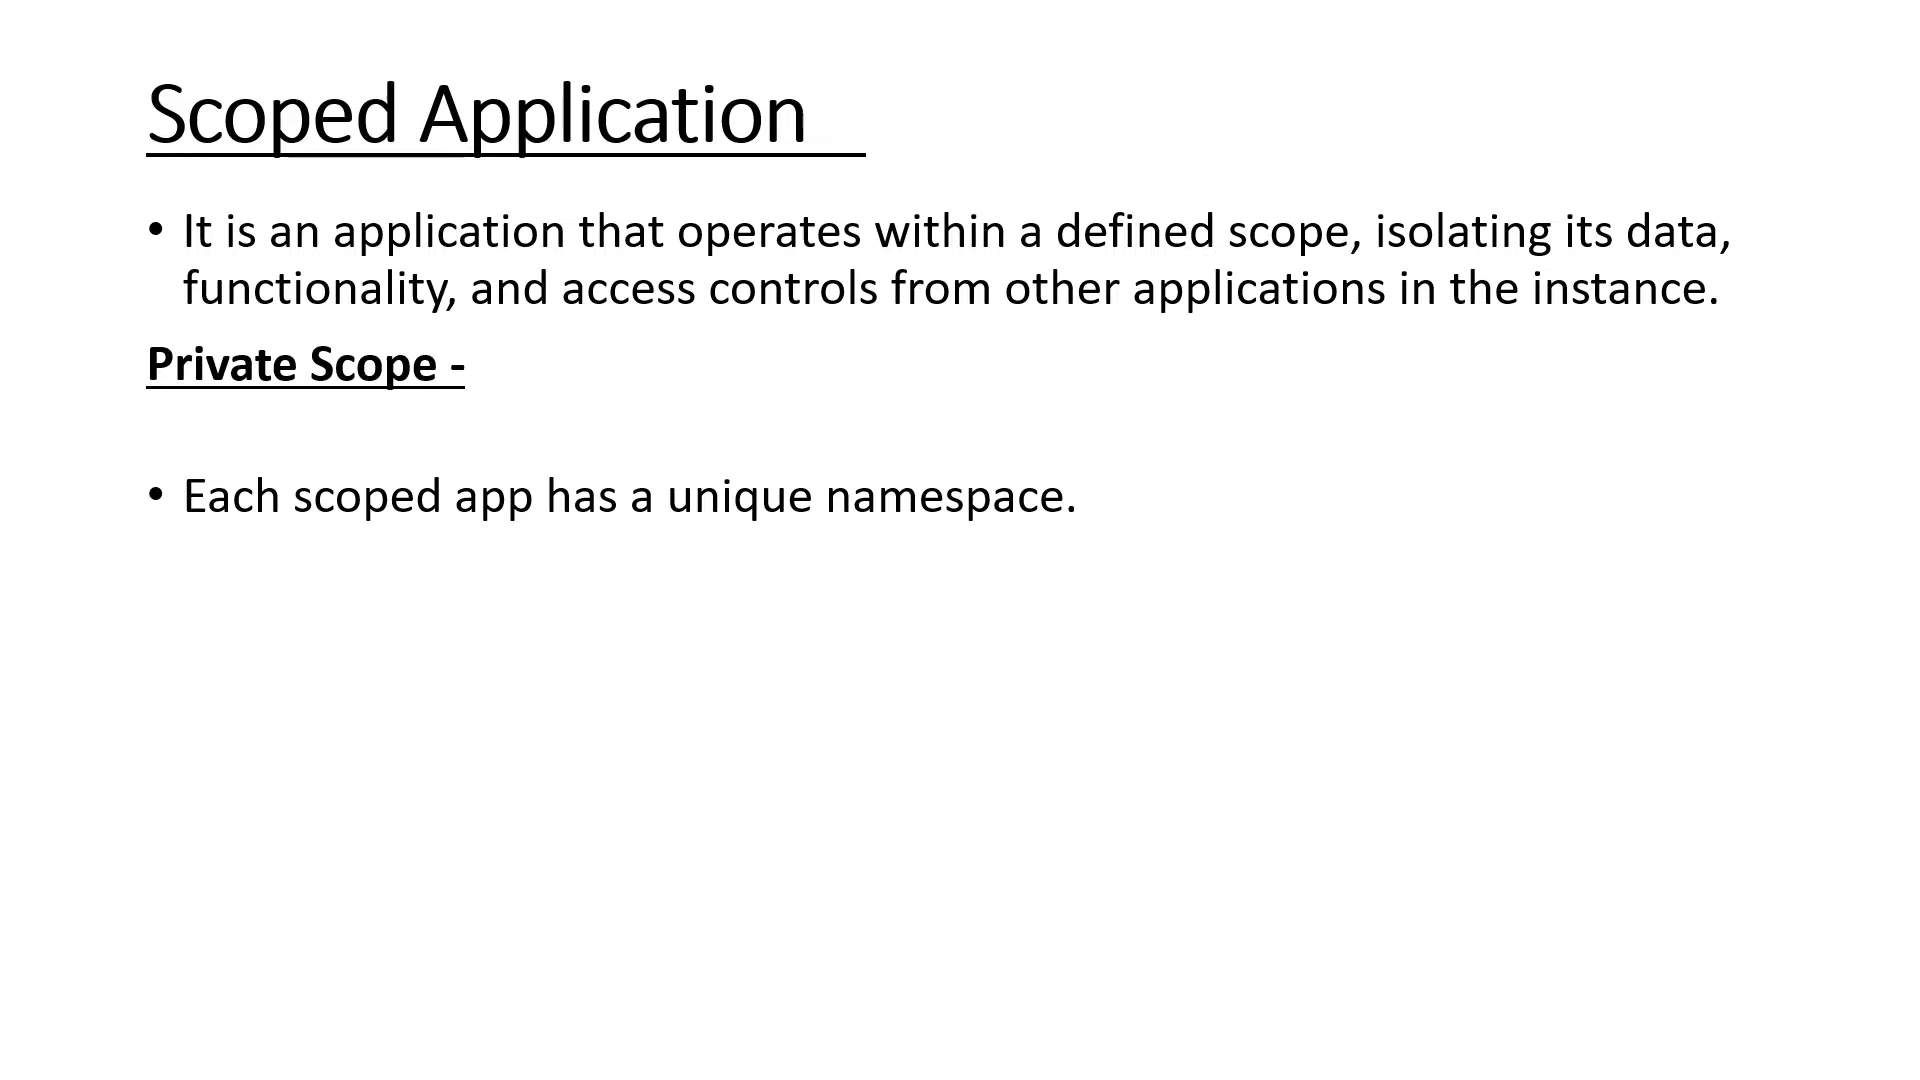 Scoped Application
• It is an application that operates within a defined scope, isolating its data,
functionality, and access controls from other applications in the instance.
Private Scope -
• Each scoped app has a unique namespace.